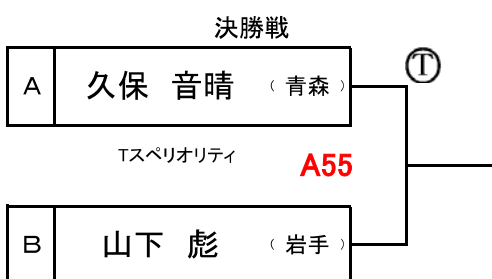 決勝戦
A 久保 音晴 （ 青森 ）
Ⓣ
Tスペリオリティ
A55
B 山下 彪 （ 岩手 ）